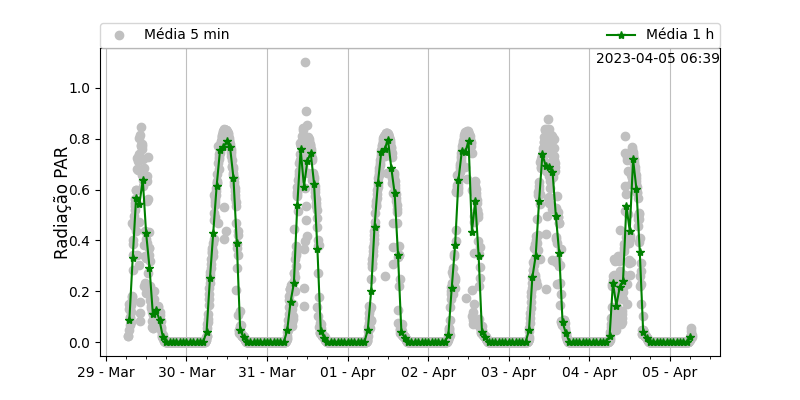 Média 5 min
Média 1 h
2023-04-05 06:39
Radiação PAR
1.0
0.8
0.6
0.4
0.2
0.0
29 - Mar
30 - Mar
31 - Mar
01 - Apr
02 - Apr
03 - Apr
04 - Apr
05 - Apr